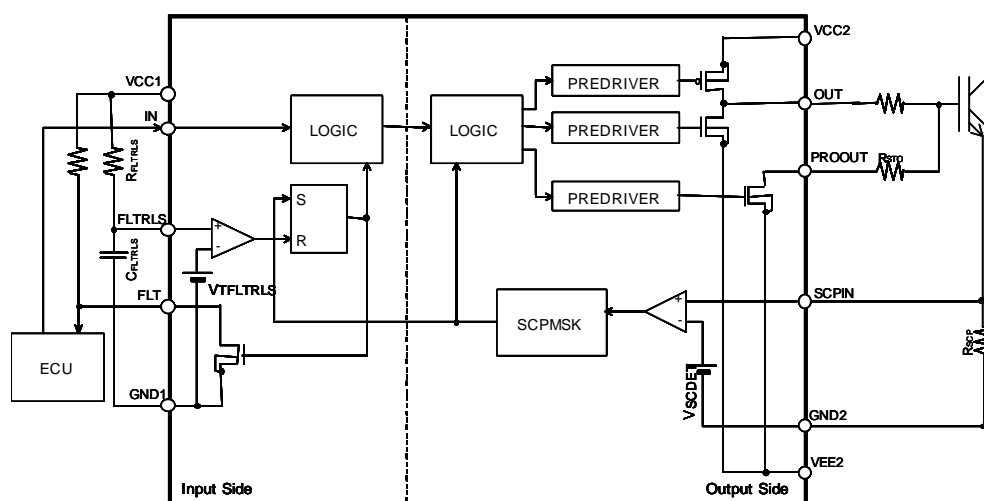 VCC2
VCC1
PREDRIVER
OUT
IN
LOGIC
LOGIC
PREDRIVER
RFLTRLS
PROOUT
RSTO
PREDRIVER
S
FLTRLS
+
R
-
CFLTRLS
VTFLTRLS
FLT
SCPIN
+
SCPMSK
-
RSCP
ECU
VSCDET
GND1
GND2
VEE2
Input Side
Output Side